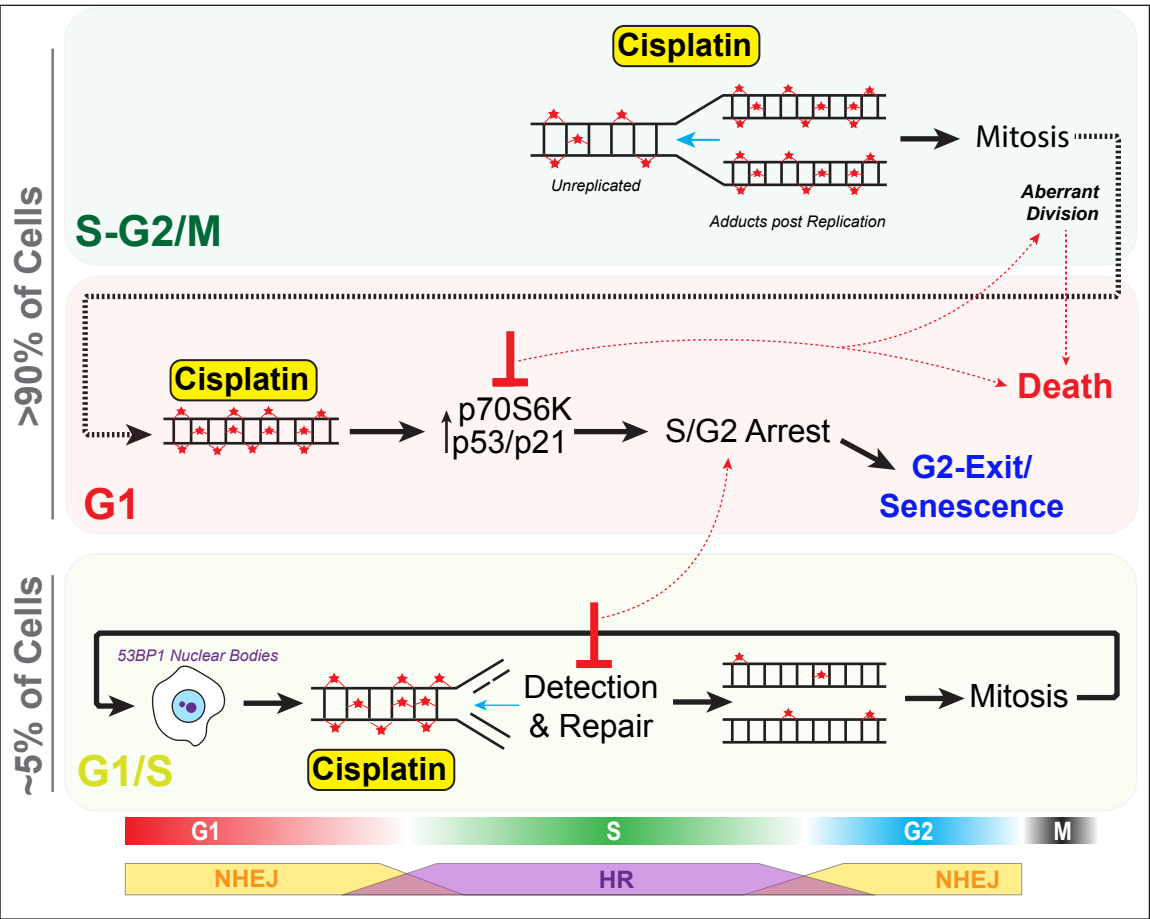 >90% of Cells
Cisplatin
Unreplicated
Adducts post Replication
Mitosis
Aberrant
Division
S-G2/M
Cisplatin
p70S6K
p53/p21
S/G2 Arrest
Death
G2-Exit/
Senescence
G1
~5% of Cells
53BP1 Nuclear Bodies
Cisplatin
Detection
& Repair
Mitosis
G1/S
G1 S G2 M
NHEJ HR NHEJ